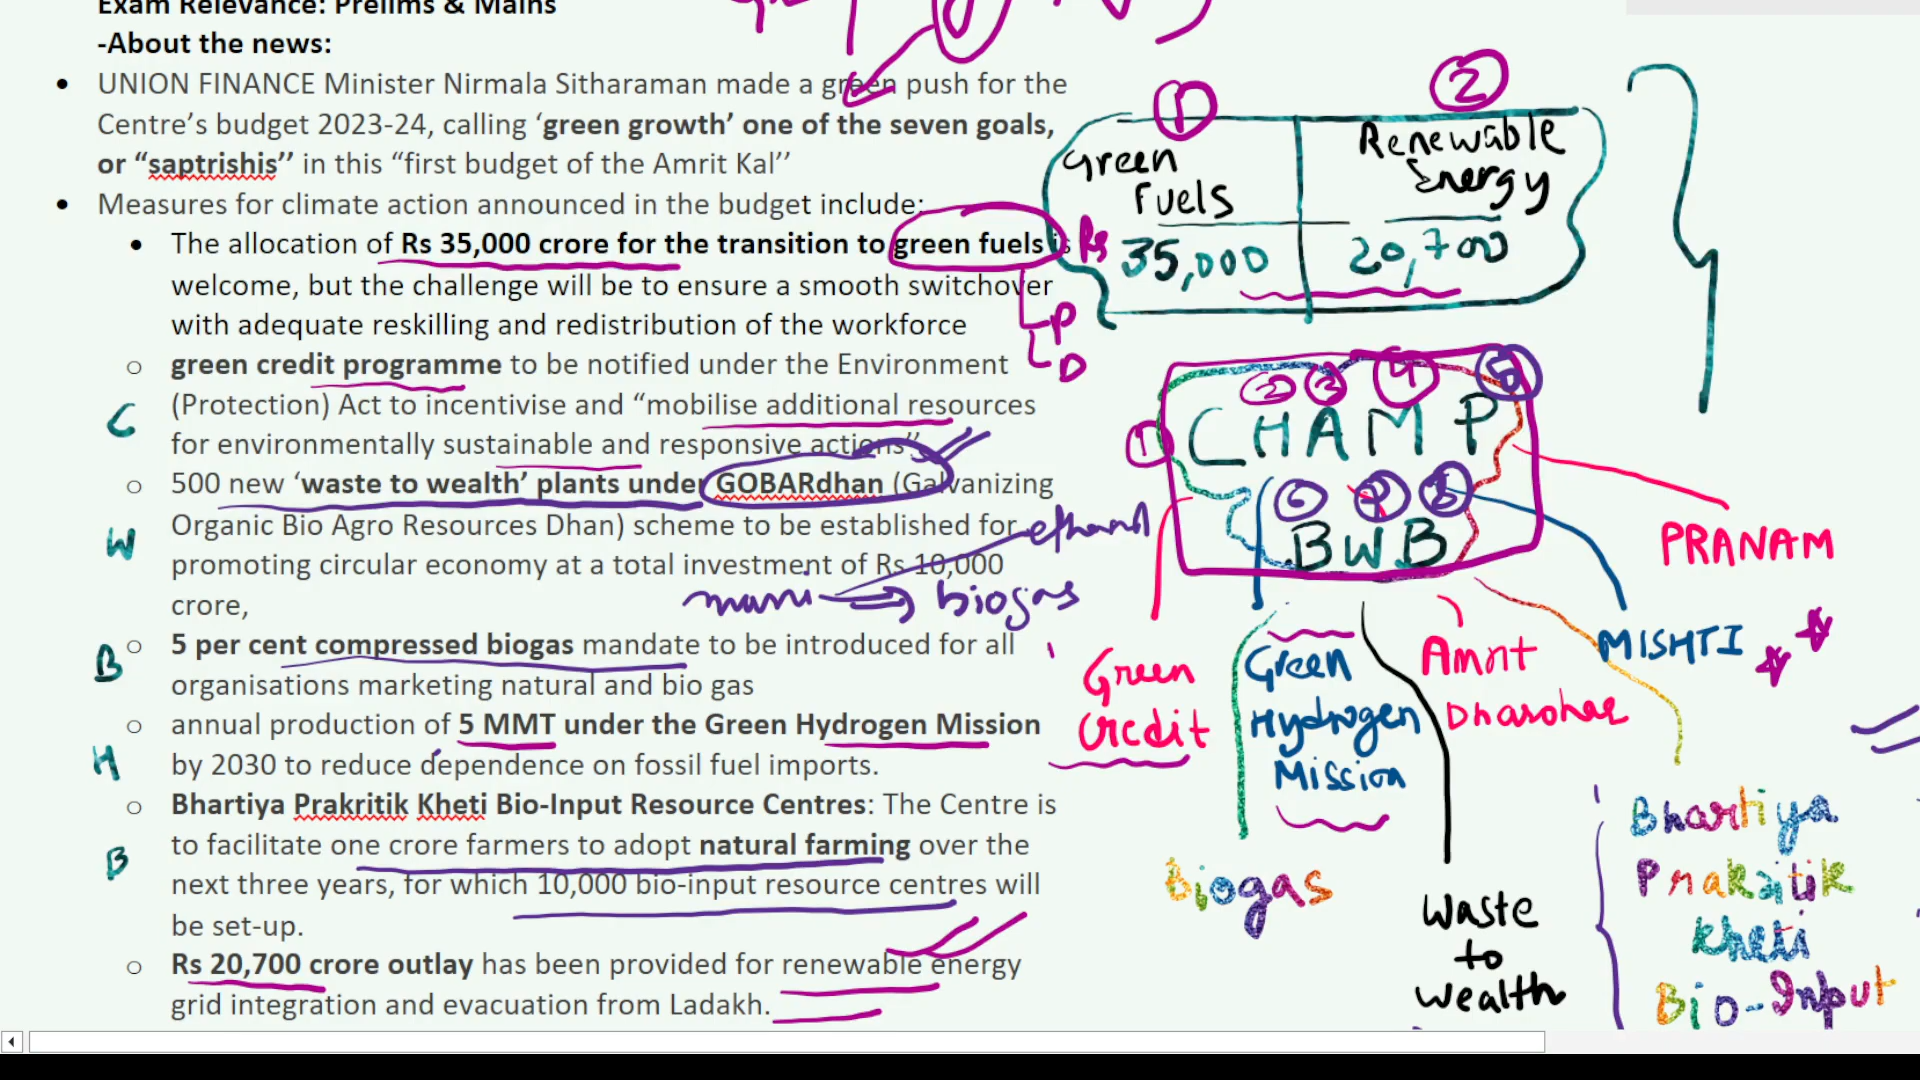 Exam Relevance: Prelims & Mains
-About the news:
UNION FINANCE Minister Nirmala Sitharaman made a green push for the
Centre's budget 2023-24, calling ‘green growth’ one of the seven goals,
or “saptrishis’’ in this “first budget of the Amrit Kal’’
Measures for climate action announced in the budget include:
The allocation of Rs 35,000 crore for the transition to green fuels is
welcome, but the challenge will be to ensure a smooth switchover
with adequate reskilling and redistribution of the workforce
green credit programme to be notified under the Environment
(Protection) Act to incentivise and “mobilise additional resources
for environmentally sustainable and responsive actions”,
500 new ‘waste to wealth’ plants under GOBARdhan (Galvanizing
Organic Bio Agro Resources Dhan) scheme to be established for
promoting circular economy at a total investment of Rs 10,000
crore,
5 per cent compressed biogas mandate to be introduced for all
organisations marketing natural and bio gas
annual production of 5 MMT under the Green Hydrogen Mission
by 2030 to reduce dependence on fossil fuel imports.
Bhartiya Prakritik Kheti Bio-Input Resource Centres: The Centre is
to facilitate one crore farmers to adopt natural farming over the
next three years, for which 10,000 bio-input resource centres will
be set-up.
Rs 20,700 crore outlay has been provided for renewable energy
grid integration and evacuation from Ladakh.
C
W
B
H
B
P
D
ethanol
biogas
1
2
Green
Fuels
Renewable
Energy
Rs 35,000
20,700
1
2 3 4 5
CHAMP
6 7 8
BWB
PRANAM
MISHTI
Amrit
Dharohar
Green
Credit
Green
Hydrogen
Mission
Biogas
Waste
to
Wealth
Bhartiya
Prakritik
Kheti
Bio-Input